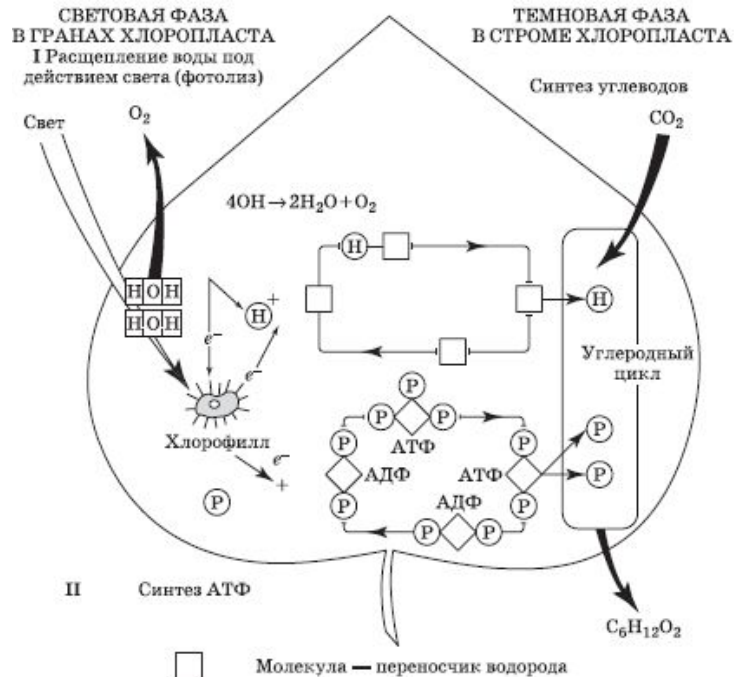 СВЕТОВАЯ ФАЗА
В ГРАНАХ ХЛОРОПЛАСТА
I Расщепление воды под
действием света (фотолиз)
ТЕМНОВАЯ ФАЗА
В СТРОМЕ ХЛОРОПЛАСТА
Синтез углеводов
Свет
O₂
CO₂
4OH → 2H₂O + O₂
H
H O H
H O H
H
+
H
e⁻
e⁻
Углеродный
цикл
Хлорофилл
e⁻
+
P
P
P P
АТФ
P
АДФ
P
P
АТФ
P
АДФ
P P
P
P
II Синтез АТФ
C₆H₁₂O₂
Молекула — переносчик водорода